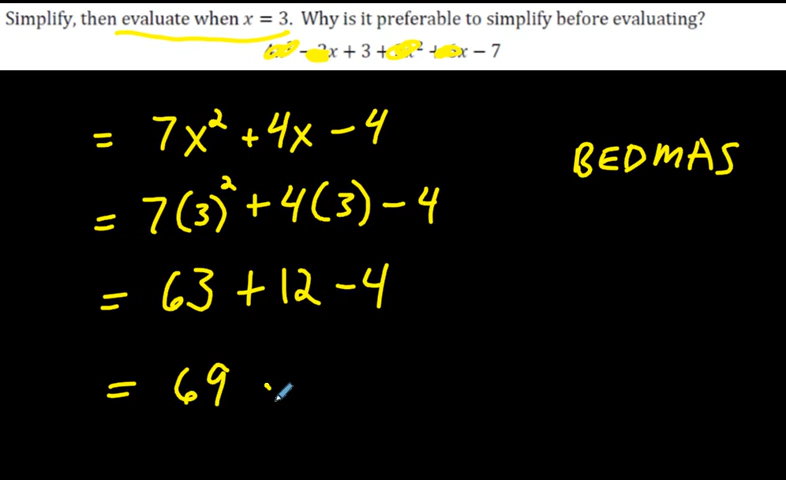 Simplify, then evaluate when x = 3. Why is it preferable to simplify before evaluating?
x + 3 + ² + x − 7
= 7x² + 4x − 4
BEDMAS
= 7(3)² + 4(3) − 4
= 63 + 12 − 4
= 69